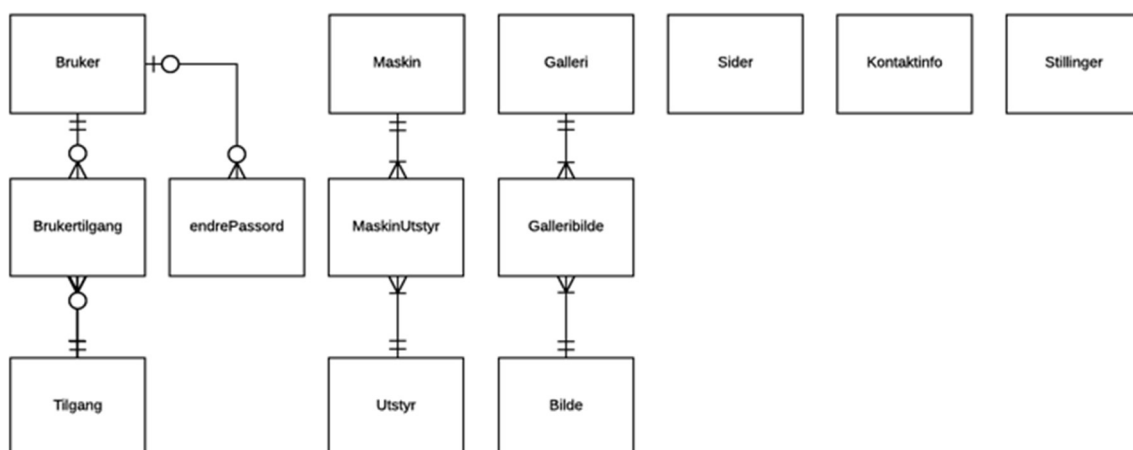 Bruker
Maskin
Galleri
Sider
Kontaktinfo
Stillinger
Brukertilgang
endrePassord
MaskinUtstyr
Galleribilde
Tilgang
Utstyr
Bilde